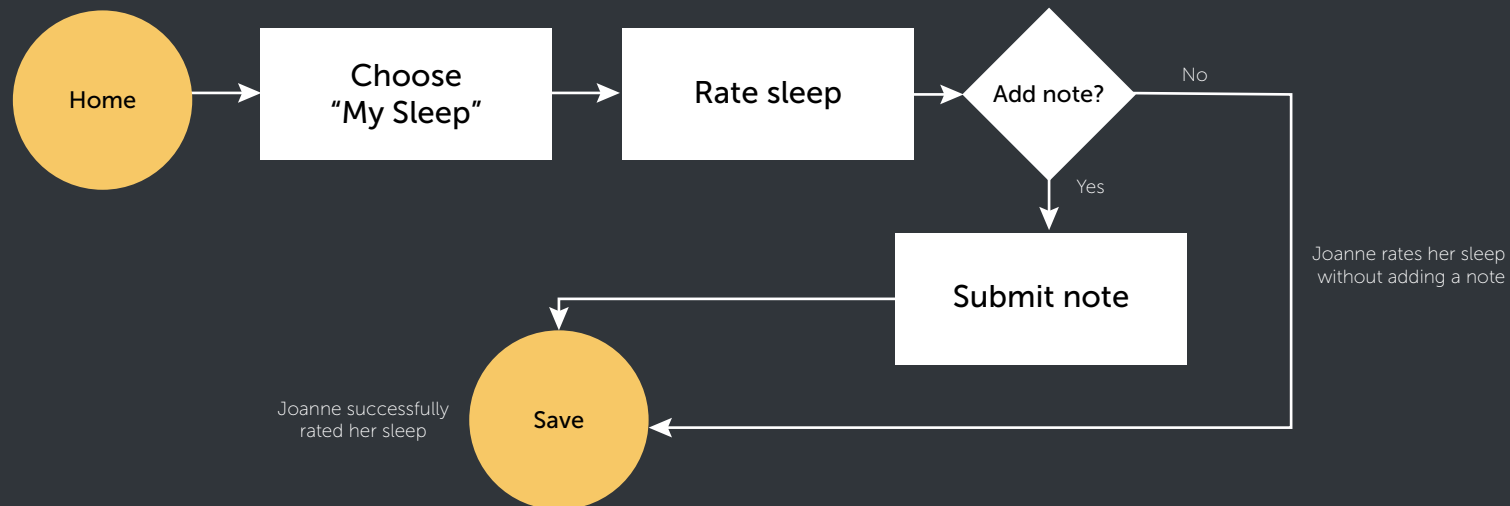 Home
Choose
“My Sleep”
Rate sleep
Add note?
No
Yes
Joanne rates her sleep
without adding a note
Submit note
Joanne successfully
rated her sleep
Save